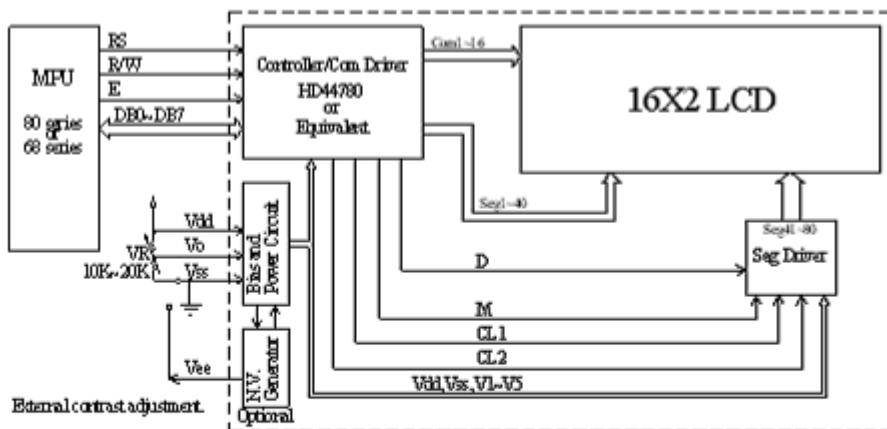 MPU
80 series
or
68 series
RS
R/W
E
DB0~DB7
Controller/Com Driver
HD44780
or
Equivalent
Com1~16
16X2 LCD
Seg1~40
Seg41~80
Seg Driver
D
M
CL1
CL2
Vdd,Vss,V1~V5
Vdd
Vo
VR
10K~20K
Vss
Bias and
Power Circuit
Vee
N.V.
Generator
Optional
External contrast adjustment.